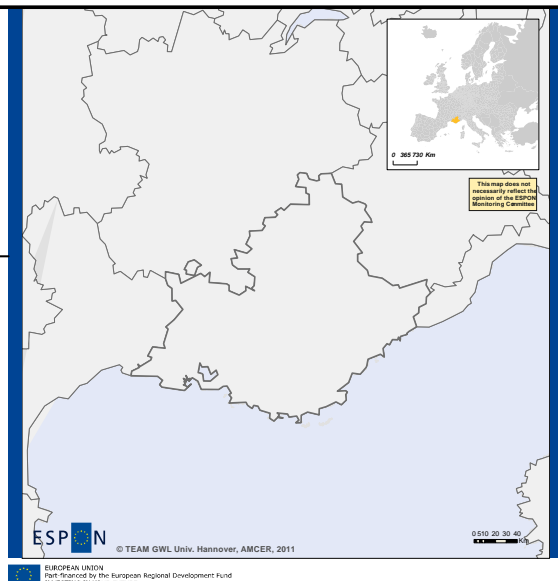 0 365 730 Km
This map does not
necessarily reflect the
opinion of the ESPON
Monitoring Committee
ESPON
© TEAM GWL Univ. Hannover, AMCER, 2011
0 510 20 30 40
Km
EUROPEAN UNION
Part-financed by the European Regional Development Fund